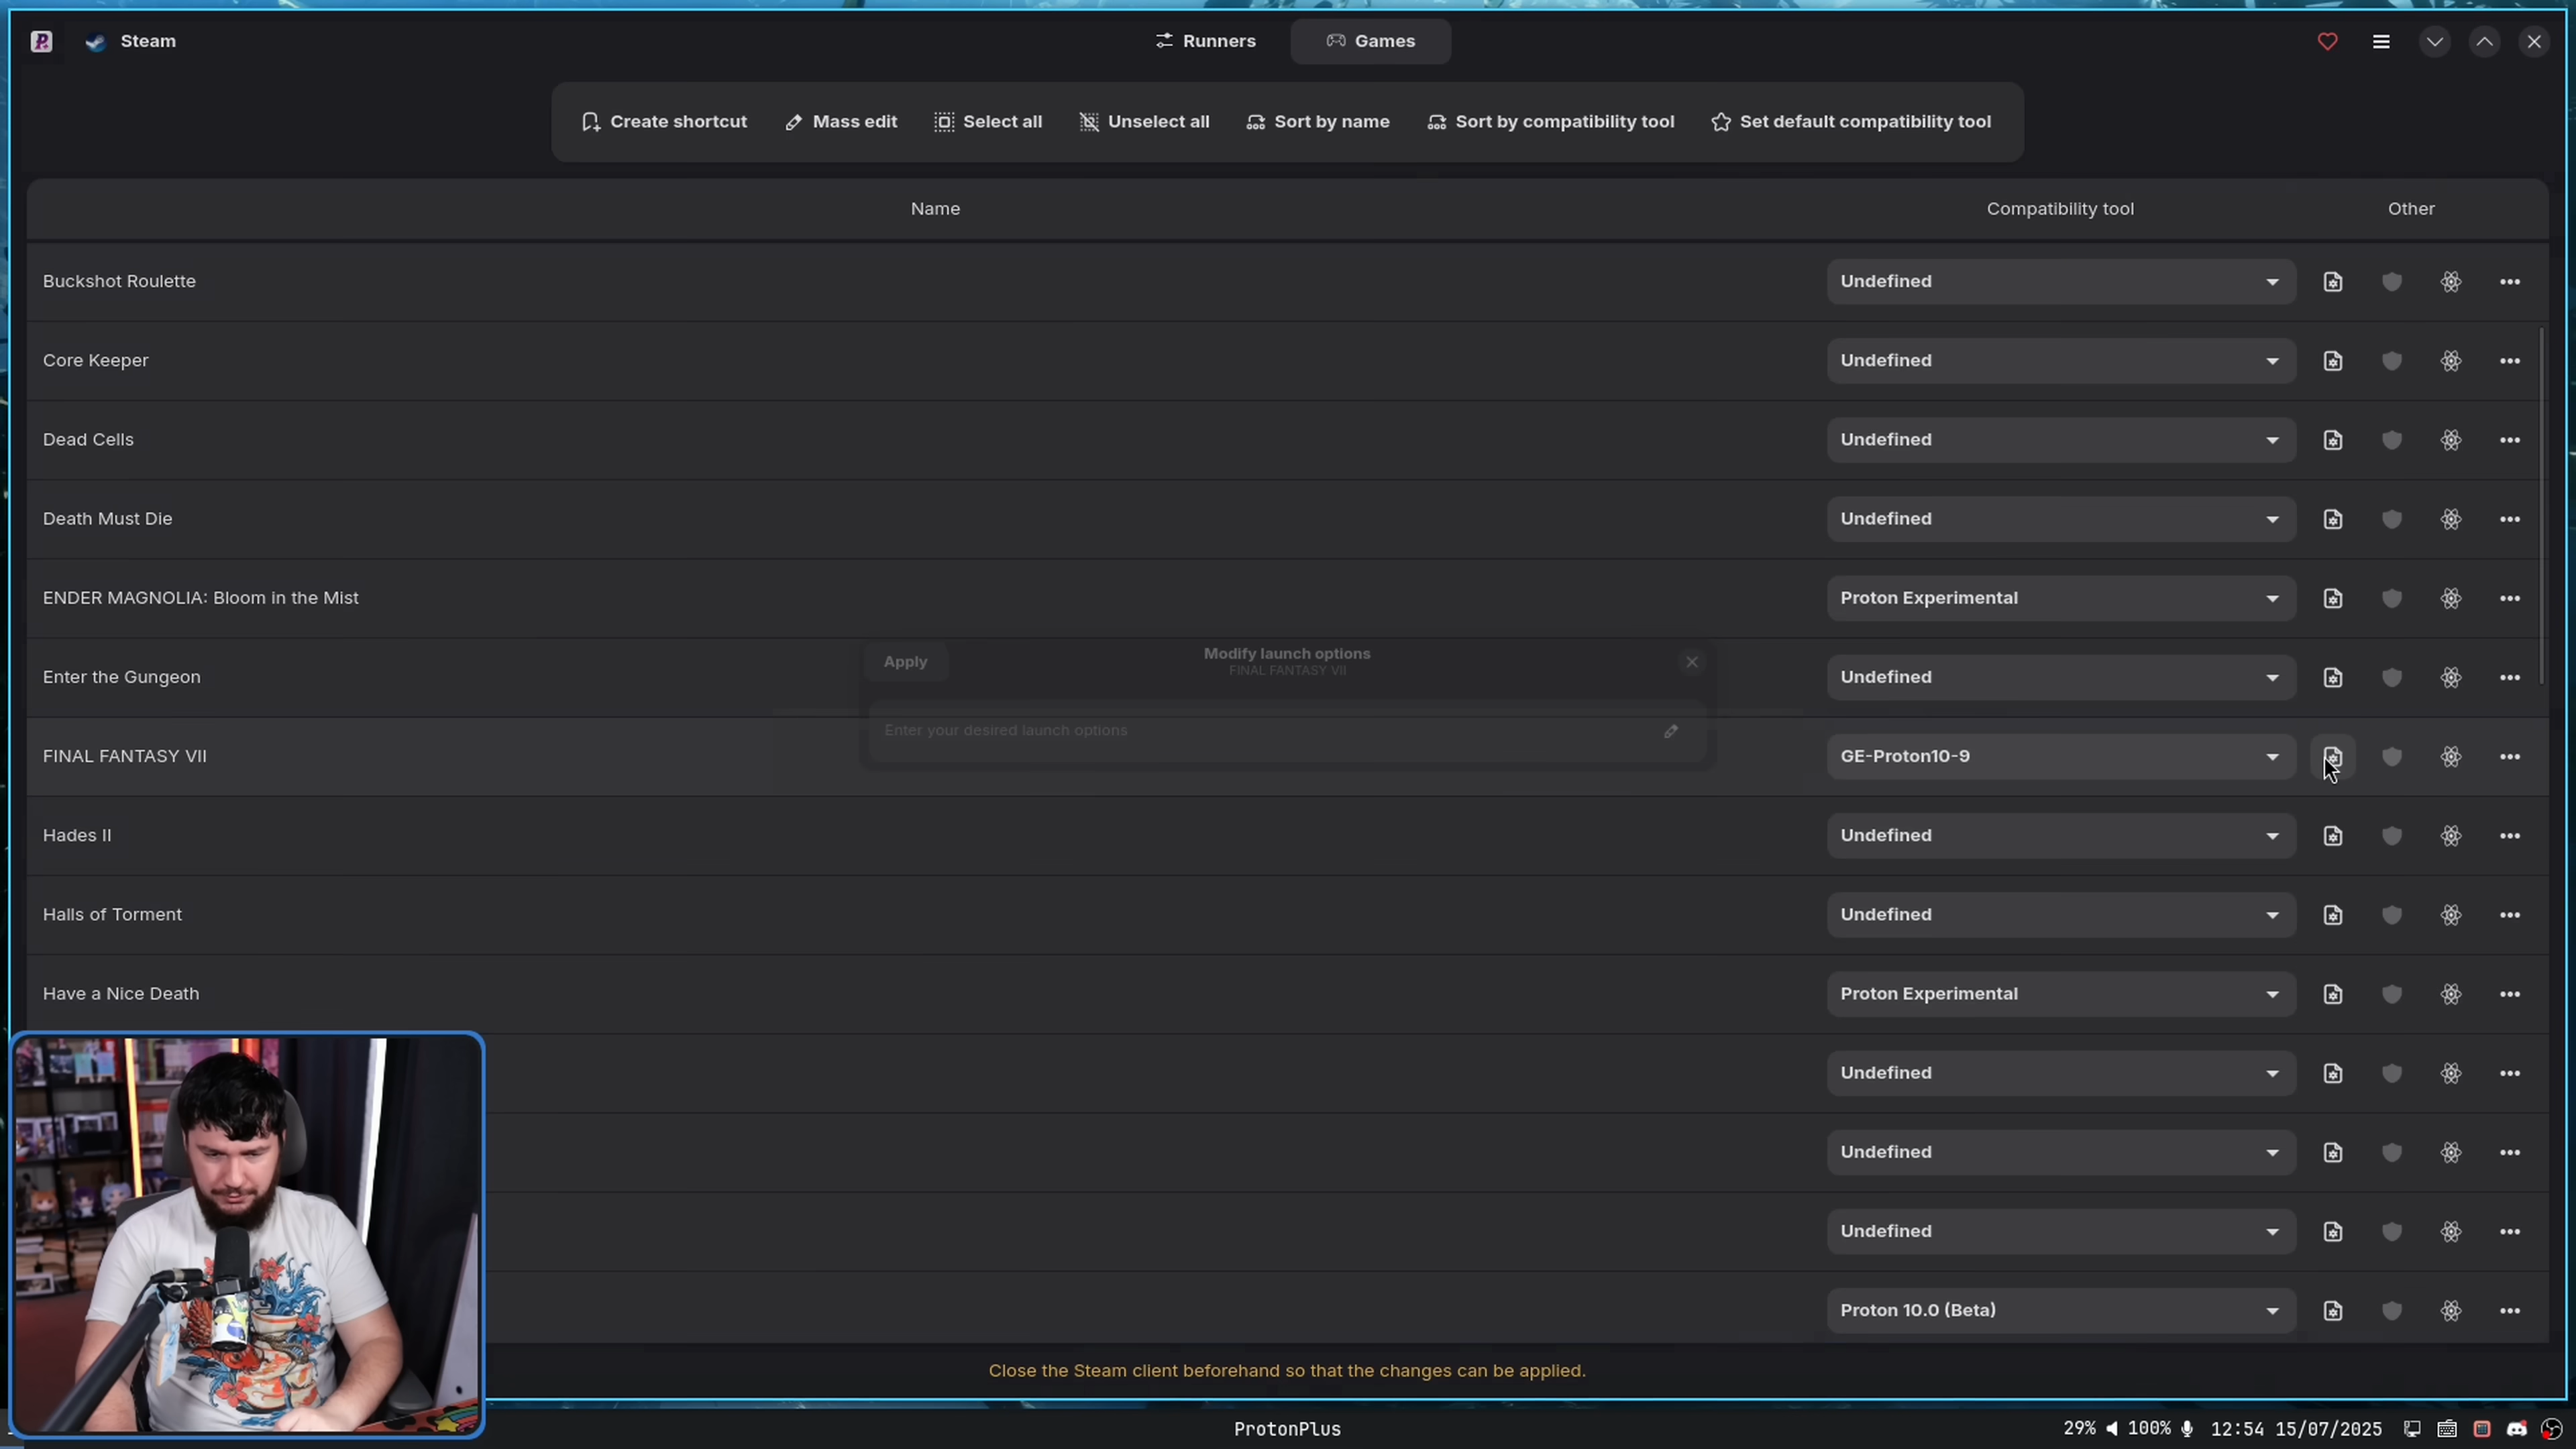 Steam
Runners
Games
Create shortcut
Mass edit
Select all
Unselect all
Sort by name
Sort by compatibility tool
Set default compatibility tool
Name
Compatibility tool
Other
Buckshot Roulette
Undefined
Core Keeper
Undefined
Dead Cells
Undefined
Death Must Die
Undefined
ENDER MAGNOLIA: Bloom in the Mist
Proton Experimental
Apply
Modify launch options
FINAL FANTASY VII
Enter the Gungeon
Undefined
Enter your desired launch options
FINAL FANTASY VII
GE-Proton10-9
Hades II
Undefined
Halls of Torment
Undefined
Have a Nice Death
Proton Experimental
Undefined
Undefined
Undefined
Proton 10.0 (Beta)
Close the Steam client beforehand so that the changes can be applied.
ProtonPlus
29% 100% 12:54 15/07/2025